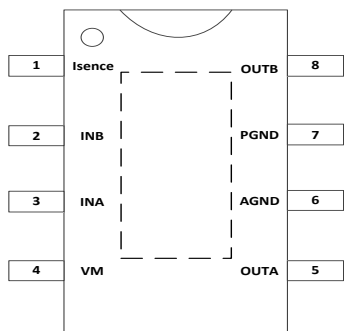 1 Isence OUTB 8
2 INB PGND 7
3 INA AGND 6
4 VM OUTA 5